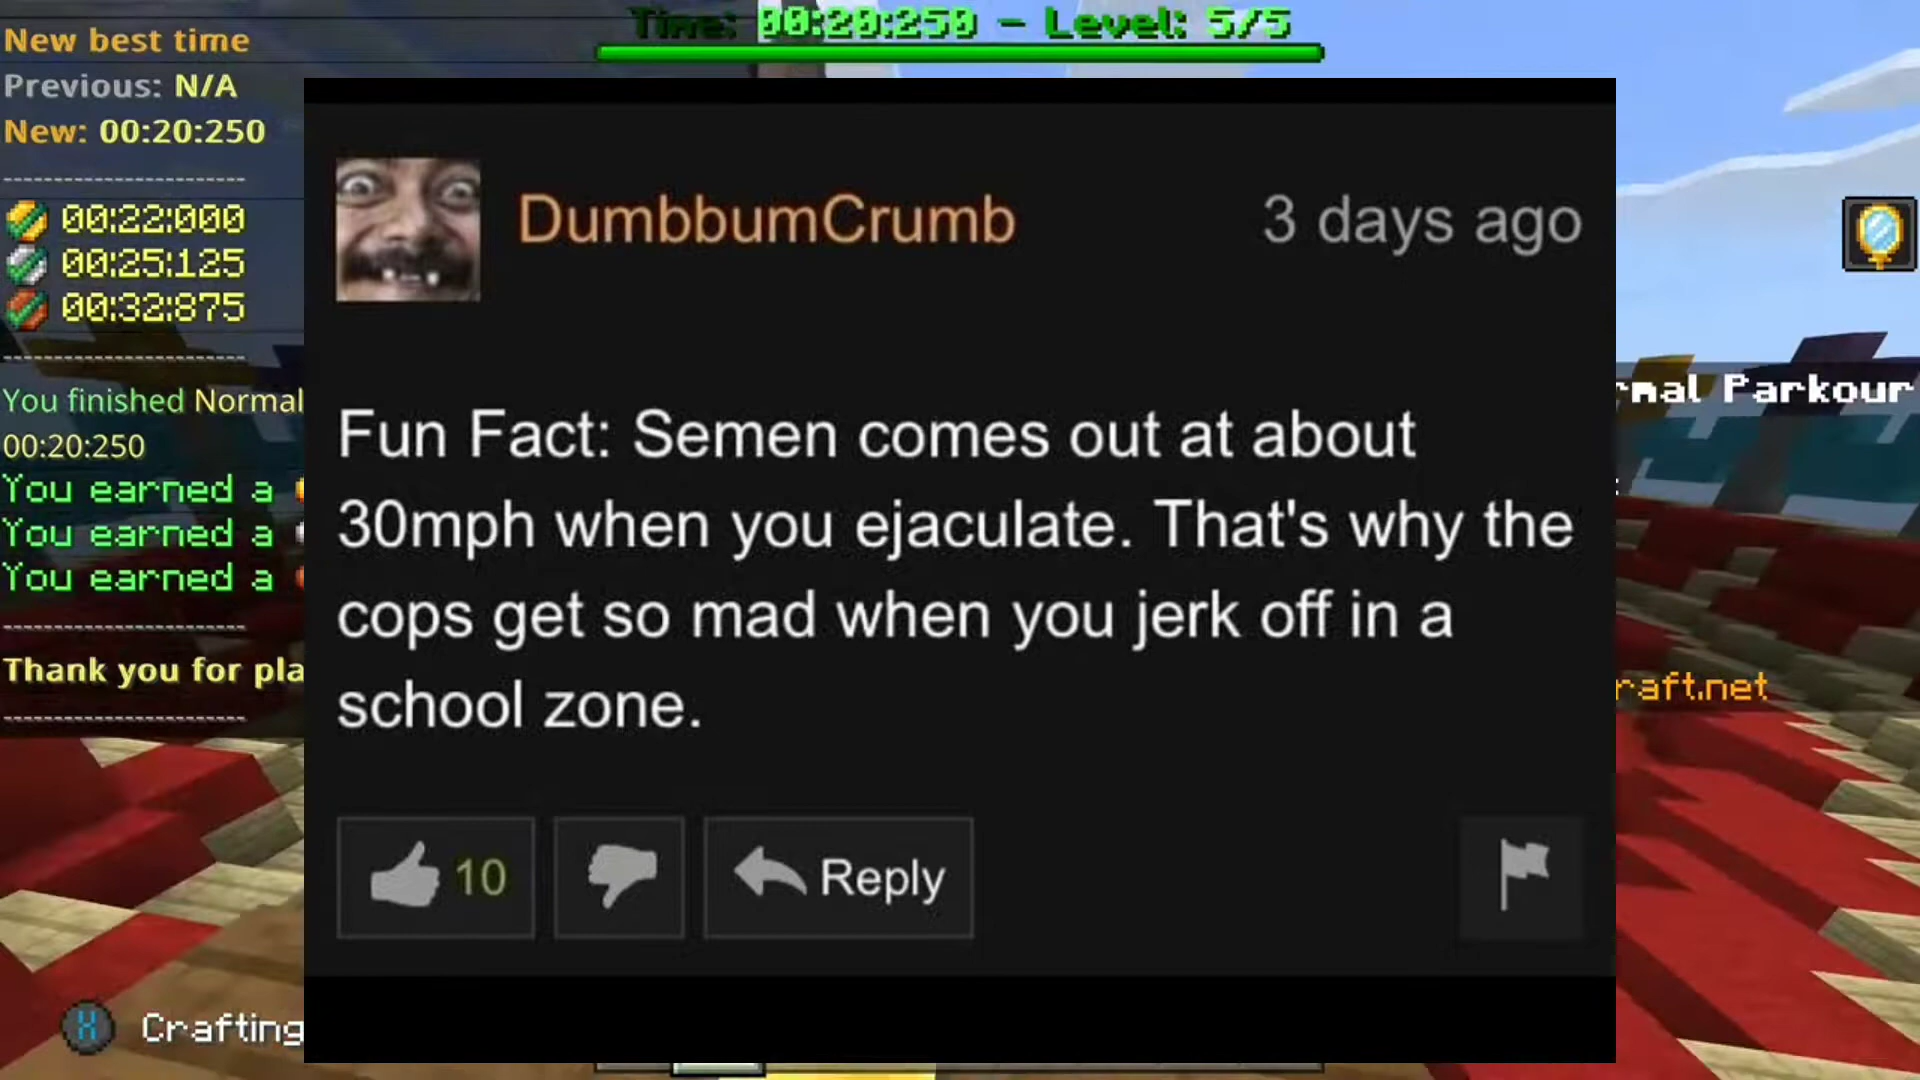 Time: 00:20:250 - Level: 5/5
New best time
Previous: N/A
New: 00:20:250
------------------------
00:22:000
00:25:125
00:32:875
------------------------
You finished Normal
00:20:250
You earned a
You earned a
You earned a
------------------------
Thank you for pla
------------------------
Crafting
DumbbumCrumb 3 days ago
Fun Fact: Semen comes out at about
30mph when you ejaculate. That's why the
cops get so mad when you jerk off in a
school zone.
10 Reply
rmal Parkour
raft.net
X